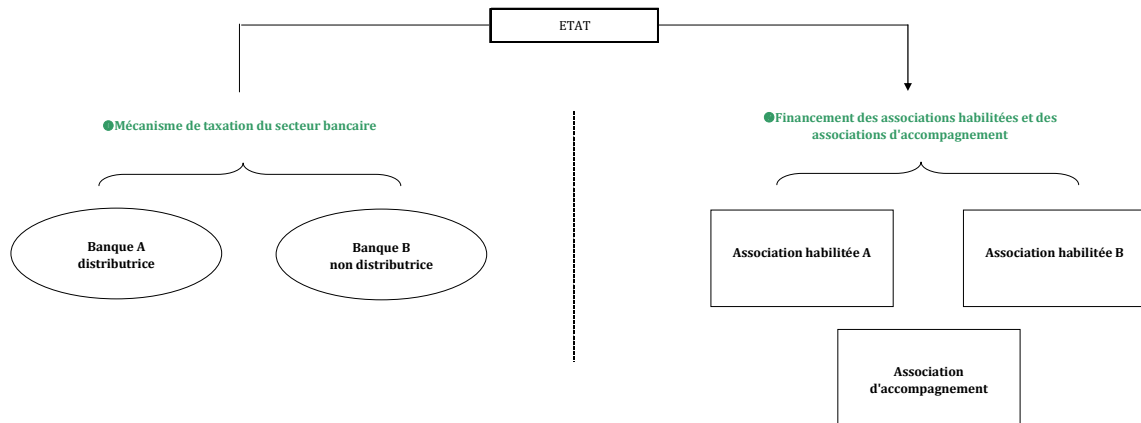 ETAT
●Mécanisme de taxation du secteur bancaire
●Financement des associations habilitées et des
associations d'accompagnement
Banque A
distributrice
Banque B
non distributrice
Association habilitée A
Association habilitée B
Association
d'accompagnement